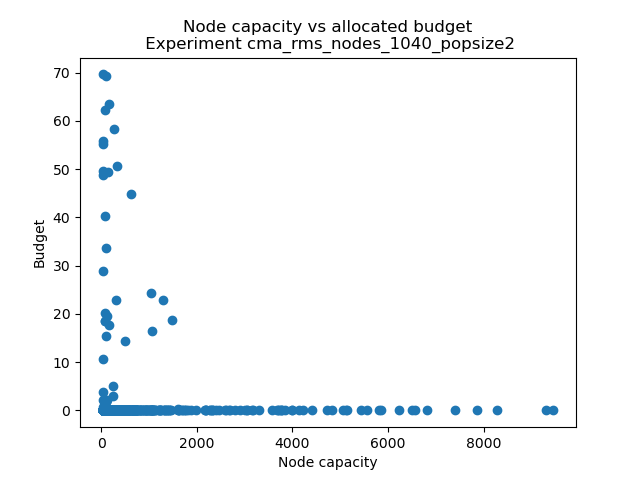 Node capacity vs allocated budget
Experiment cma_rms_nodes_1040_popsize2
70
60
50
40
30
20
10
0
Budget
0 2000 4000 6000 8000
Node capacity